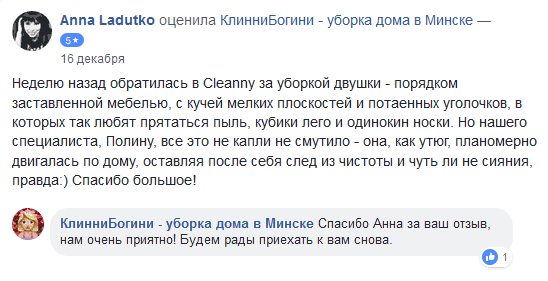 Anna Ladutko оценила КлинниБогини - уборка дома в Минске —
5★
16 декабря
Неделю назад обратилась в Cleanny за уборкой двушки - порядком
заставленной мебелью, с кучей мелких плоскостей и потаенных уголочков, в
которых так любят прятаться пыль, кубики лего и одинокин носки. Но нашего
специалиста, Полину, все это не капли не смутило - она, как утюг, планомерно
двигалась по дому, оставляя после себя след из чистоты и чуть ли не сияния,
правда:) Спасибо большое!
КлинниБогини - уборка дома в Минске Спасибо Анна за ваш отзыв,
нам очень приятно! Будем рады приехать к вам снова.
1